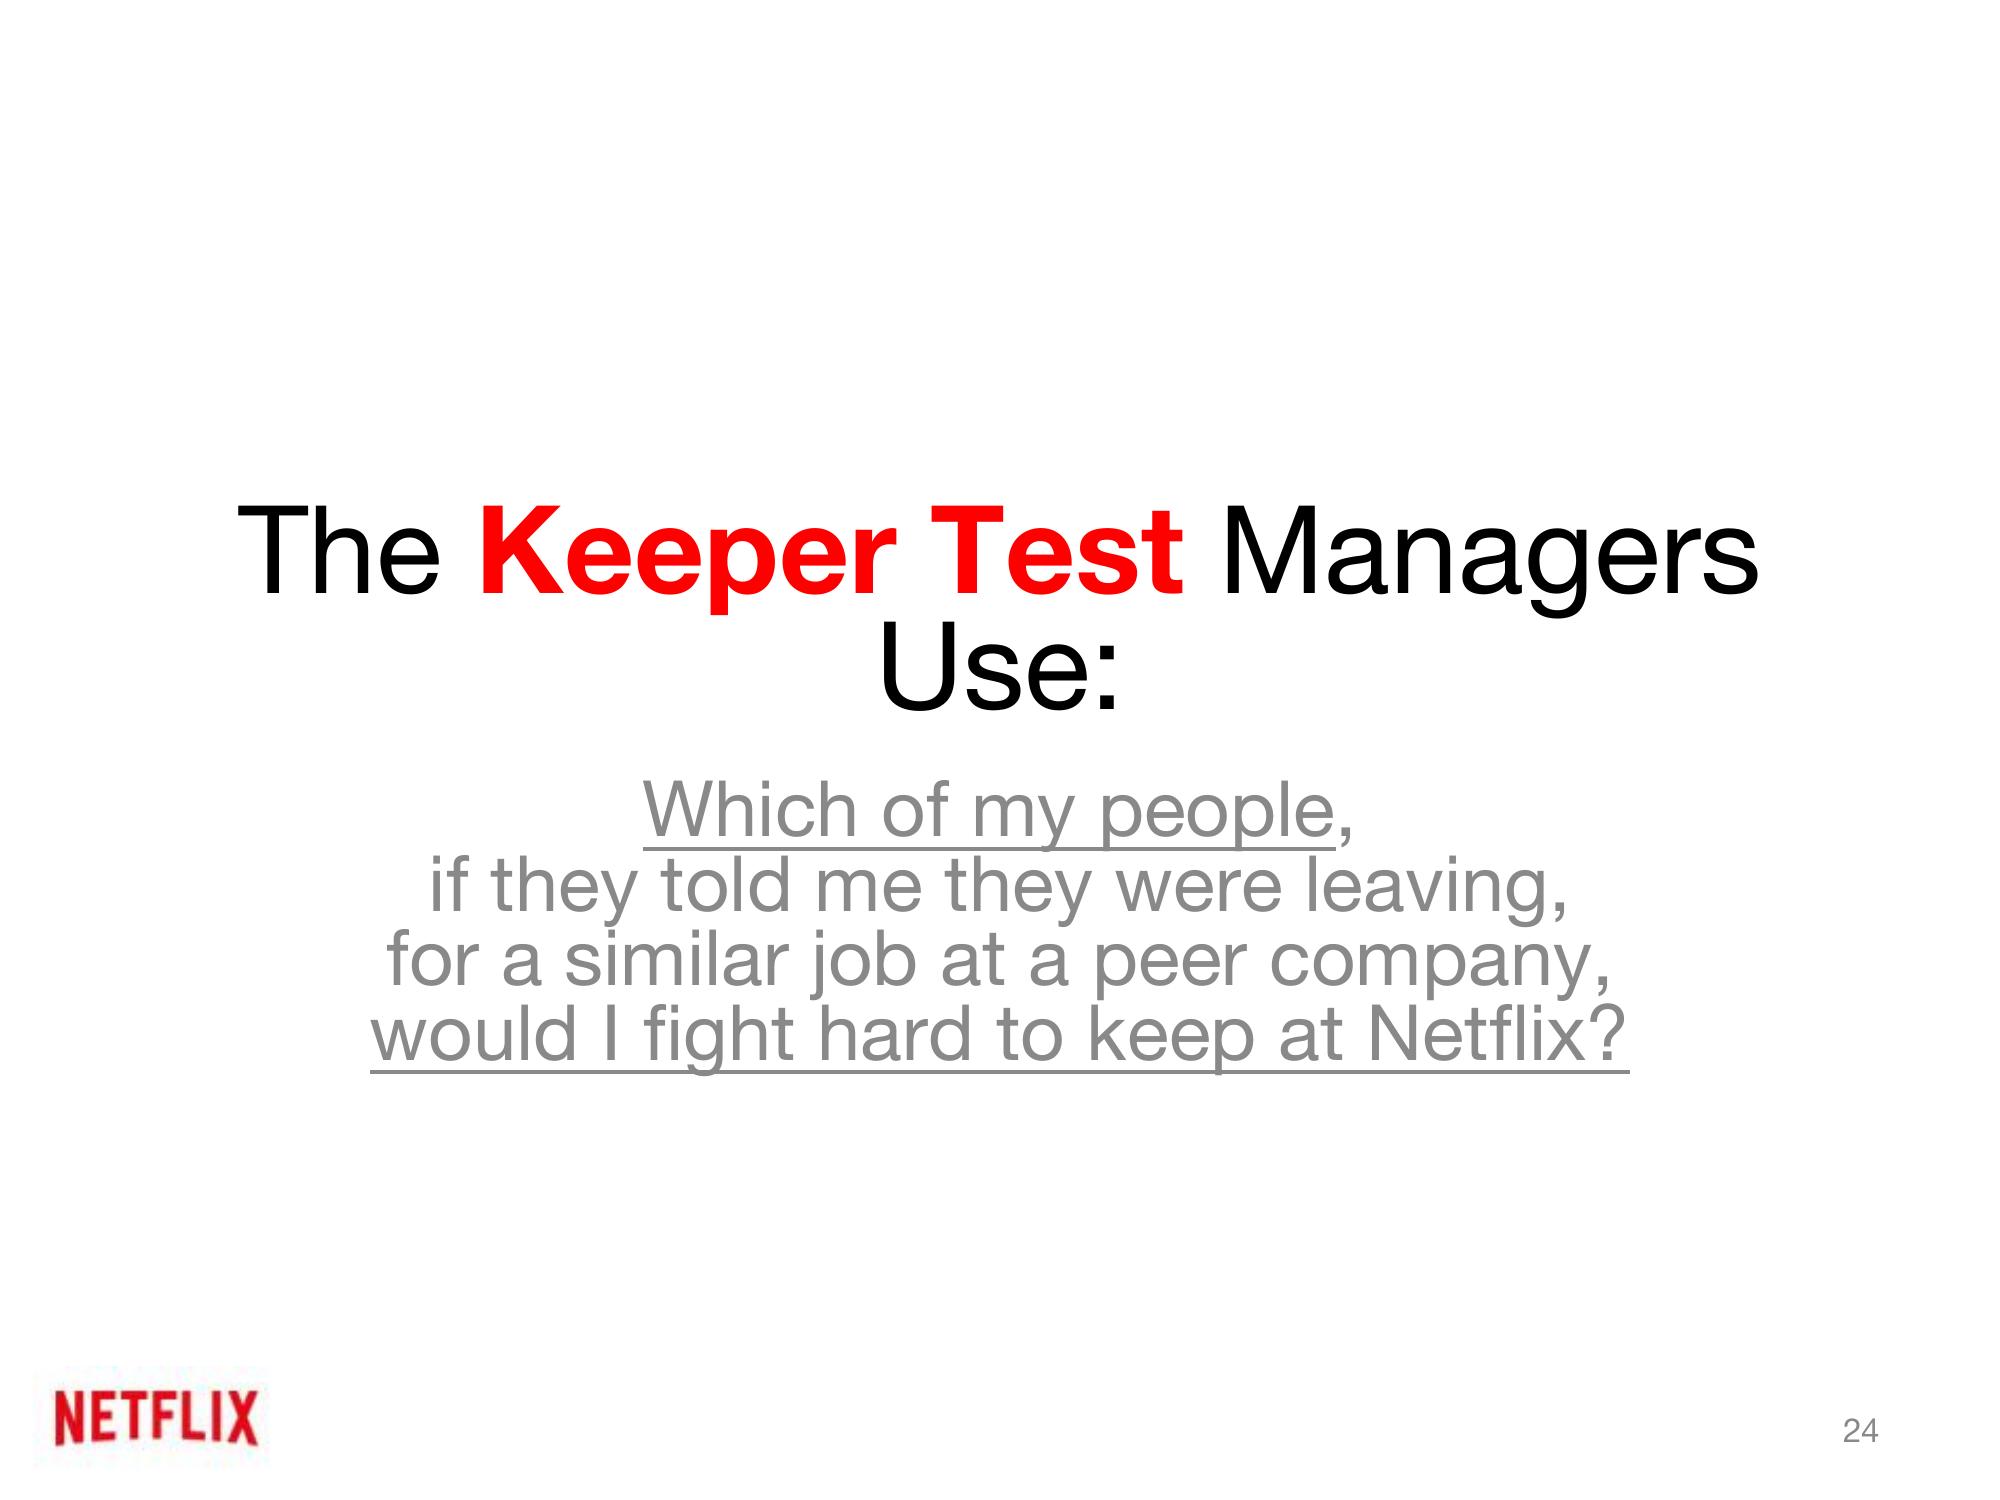 The Keeper Test Managers
Use:
Which of my people,
if they told me they were leaving,
for a similar job at a peer company,
would I fight hard to keep at Netflix?
NETFLIX
24